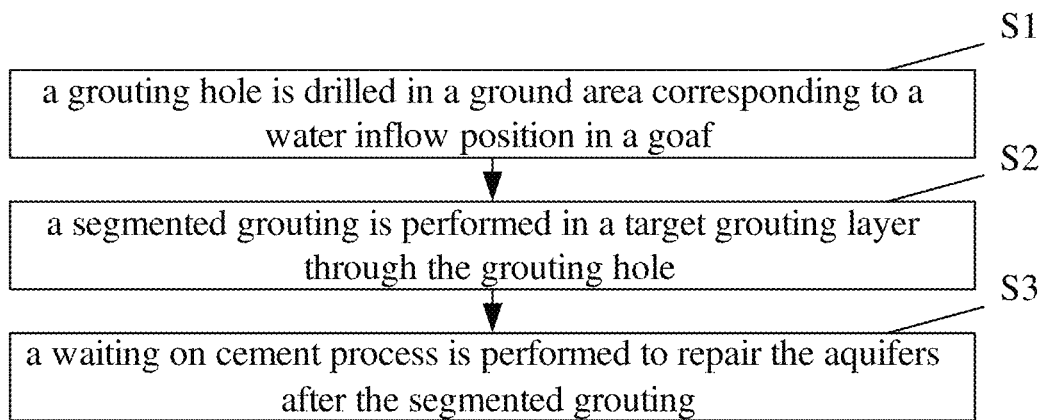 S1
a grouting hole is drilled in a ground area corresponding to a
water inflow position in a goaf
S2
a segmented grouting is performed in a target grouting layer
through the grouting hole
S3
a waiting on cement process is performed to repair the aquifers
after the segmented grouting